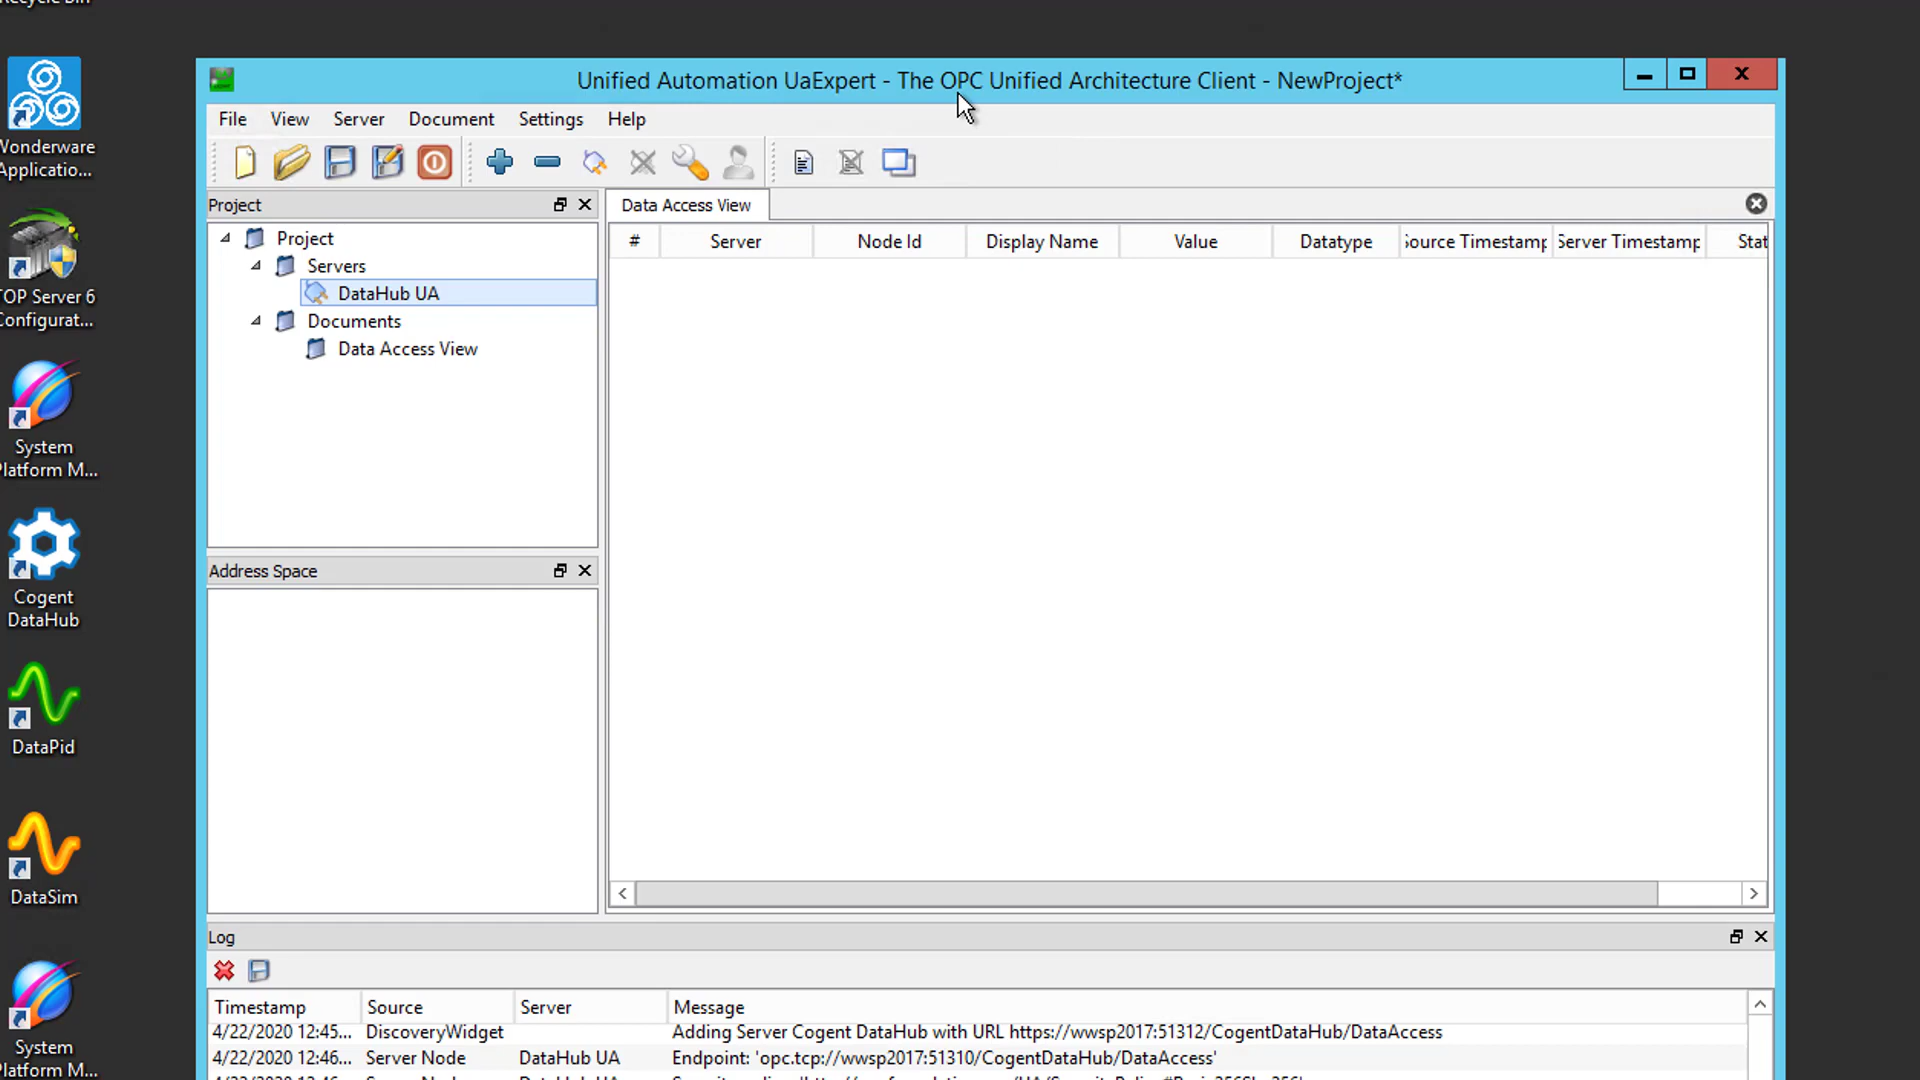 Unified Automation UaExpert - The OPC Unified Architecture Client - NewProject*
File View Server Document Settings Help
Project
Project
Servers
DataHub UA
Documents
Data Access View
Address Space
Data Access View
# Server Node Id Display Name Value Datatype Source Timestamp Server Timestamp Stat
Log
Timestamp Source Server Message
4/22/2020 12:45... DiscoveryWidget Adding Server Cogent DataHub with URL https://wwsp2017:51312/CogentDataHub/DataAccess
4/22/2020 12:46... Server Node DataHub UA Endpoint: 'opc.tcp://wwsp2017:51310/CogentDataHub/DataAccess'
Wonderware
Applicatio...
TOP Server 6
Configurat...
System
Platform M...
Cogent
DataHub
DataPid
DataSim
System
Platform M...